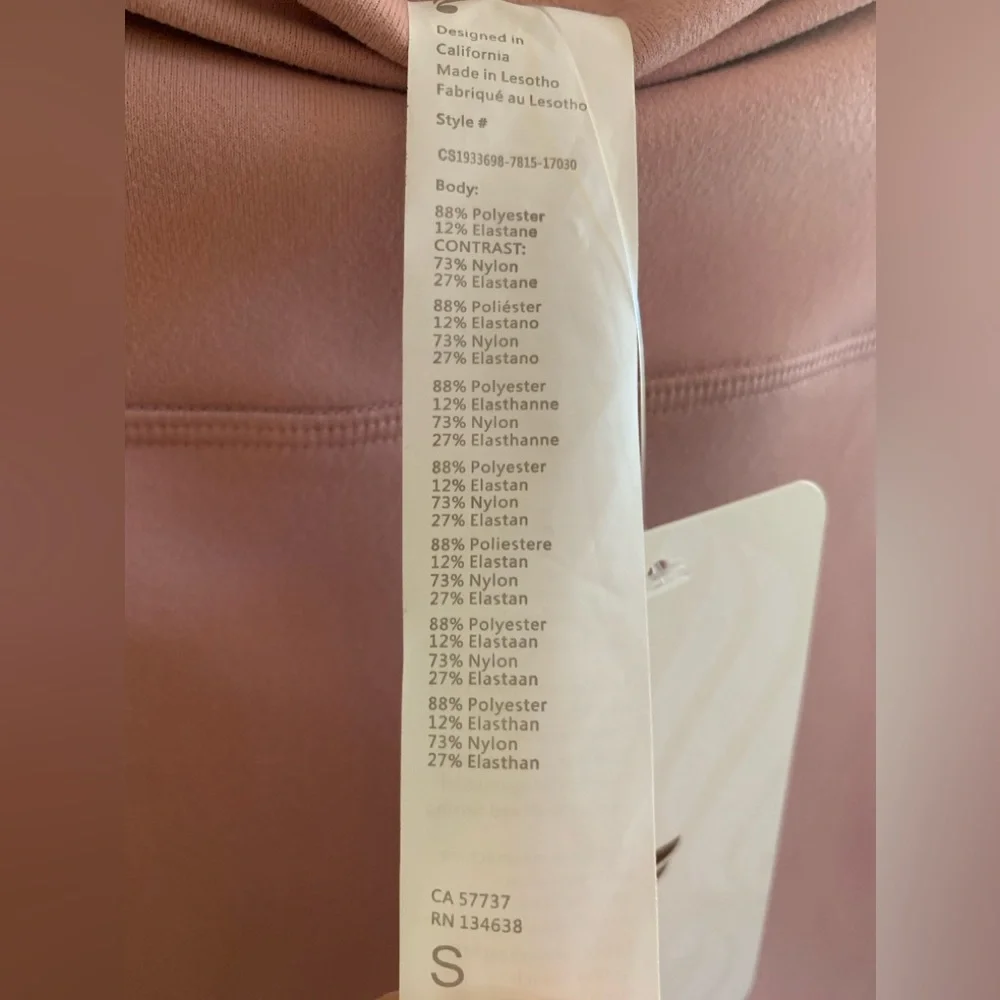 Designed in
California
Made in Lesotho
Fabriqué au Lesotho
Style #
CS1933698-7815-17030
Body:
88% Polyester
12% Elastane
CONTRAST:
73% Nylon
27% Elastane
88% Poliéster
12% Elastano
73% Nylon
27% Elastano
88% Polyester
12% Elasthanne
73% Nylon
27% Elasthanne
88% Polyester
12% Elastan
73% Nylon
27% Elastan
88% Poliestere
12% Elastan
73% Nylon
27% Elastan
88% Polyester
12% Elastaan
73% Nylon
27% Elastaan
88% Polyester
12% Elasthan
73% Nylon
27% Elasthan
CA 57737
RN 134638
S